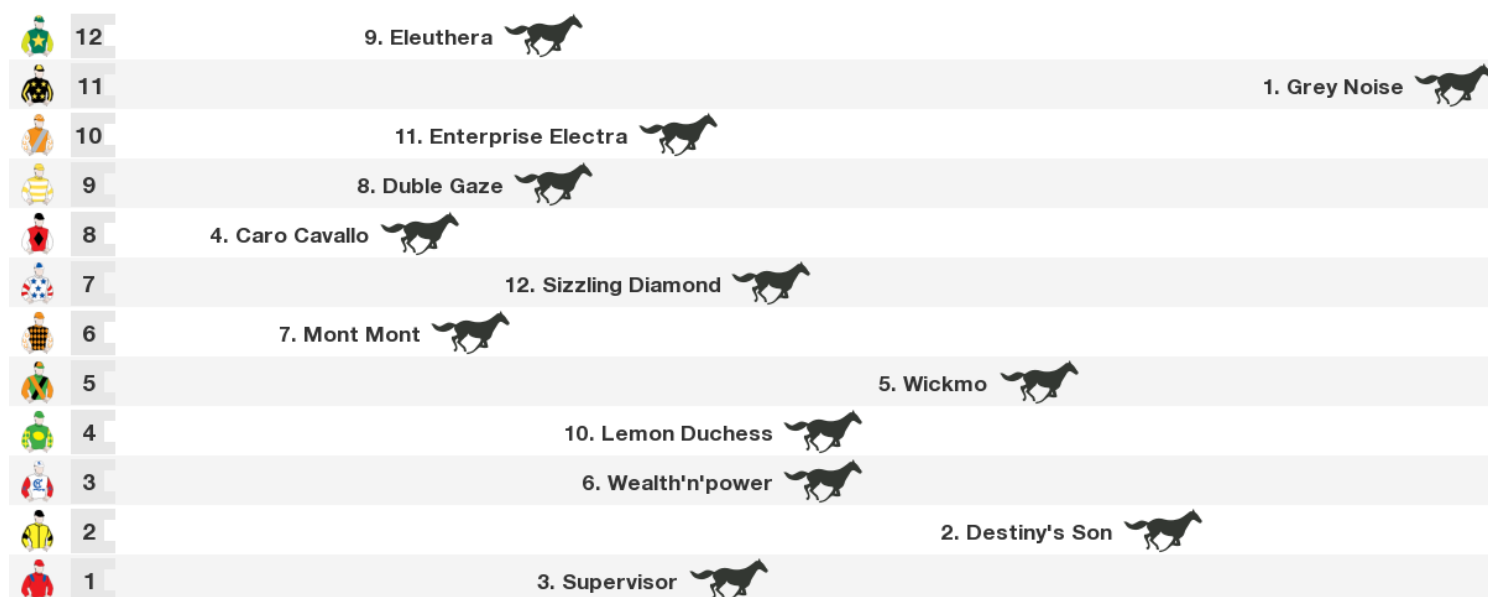 12 9. Eleuthera
11 1. Grey Noise
10 11. Enterprise Electra
9 8. Duble Gaze
8 4. Caro Cavallo
7 12. Sizzling Diamond
6 7. Mont Mont
5 5. Wickmo
4 10. Lemon Duchess
3 6. Wealth'n'power
2 2. Destiny's Son
1 3. Supervisor